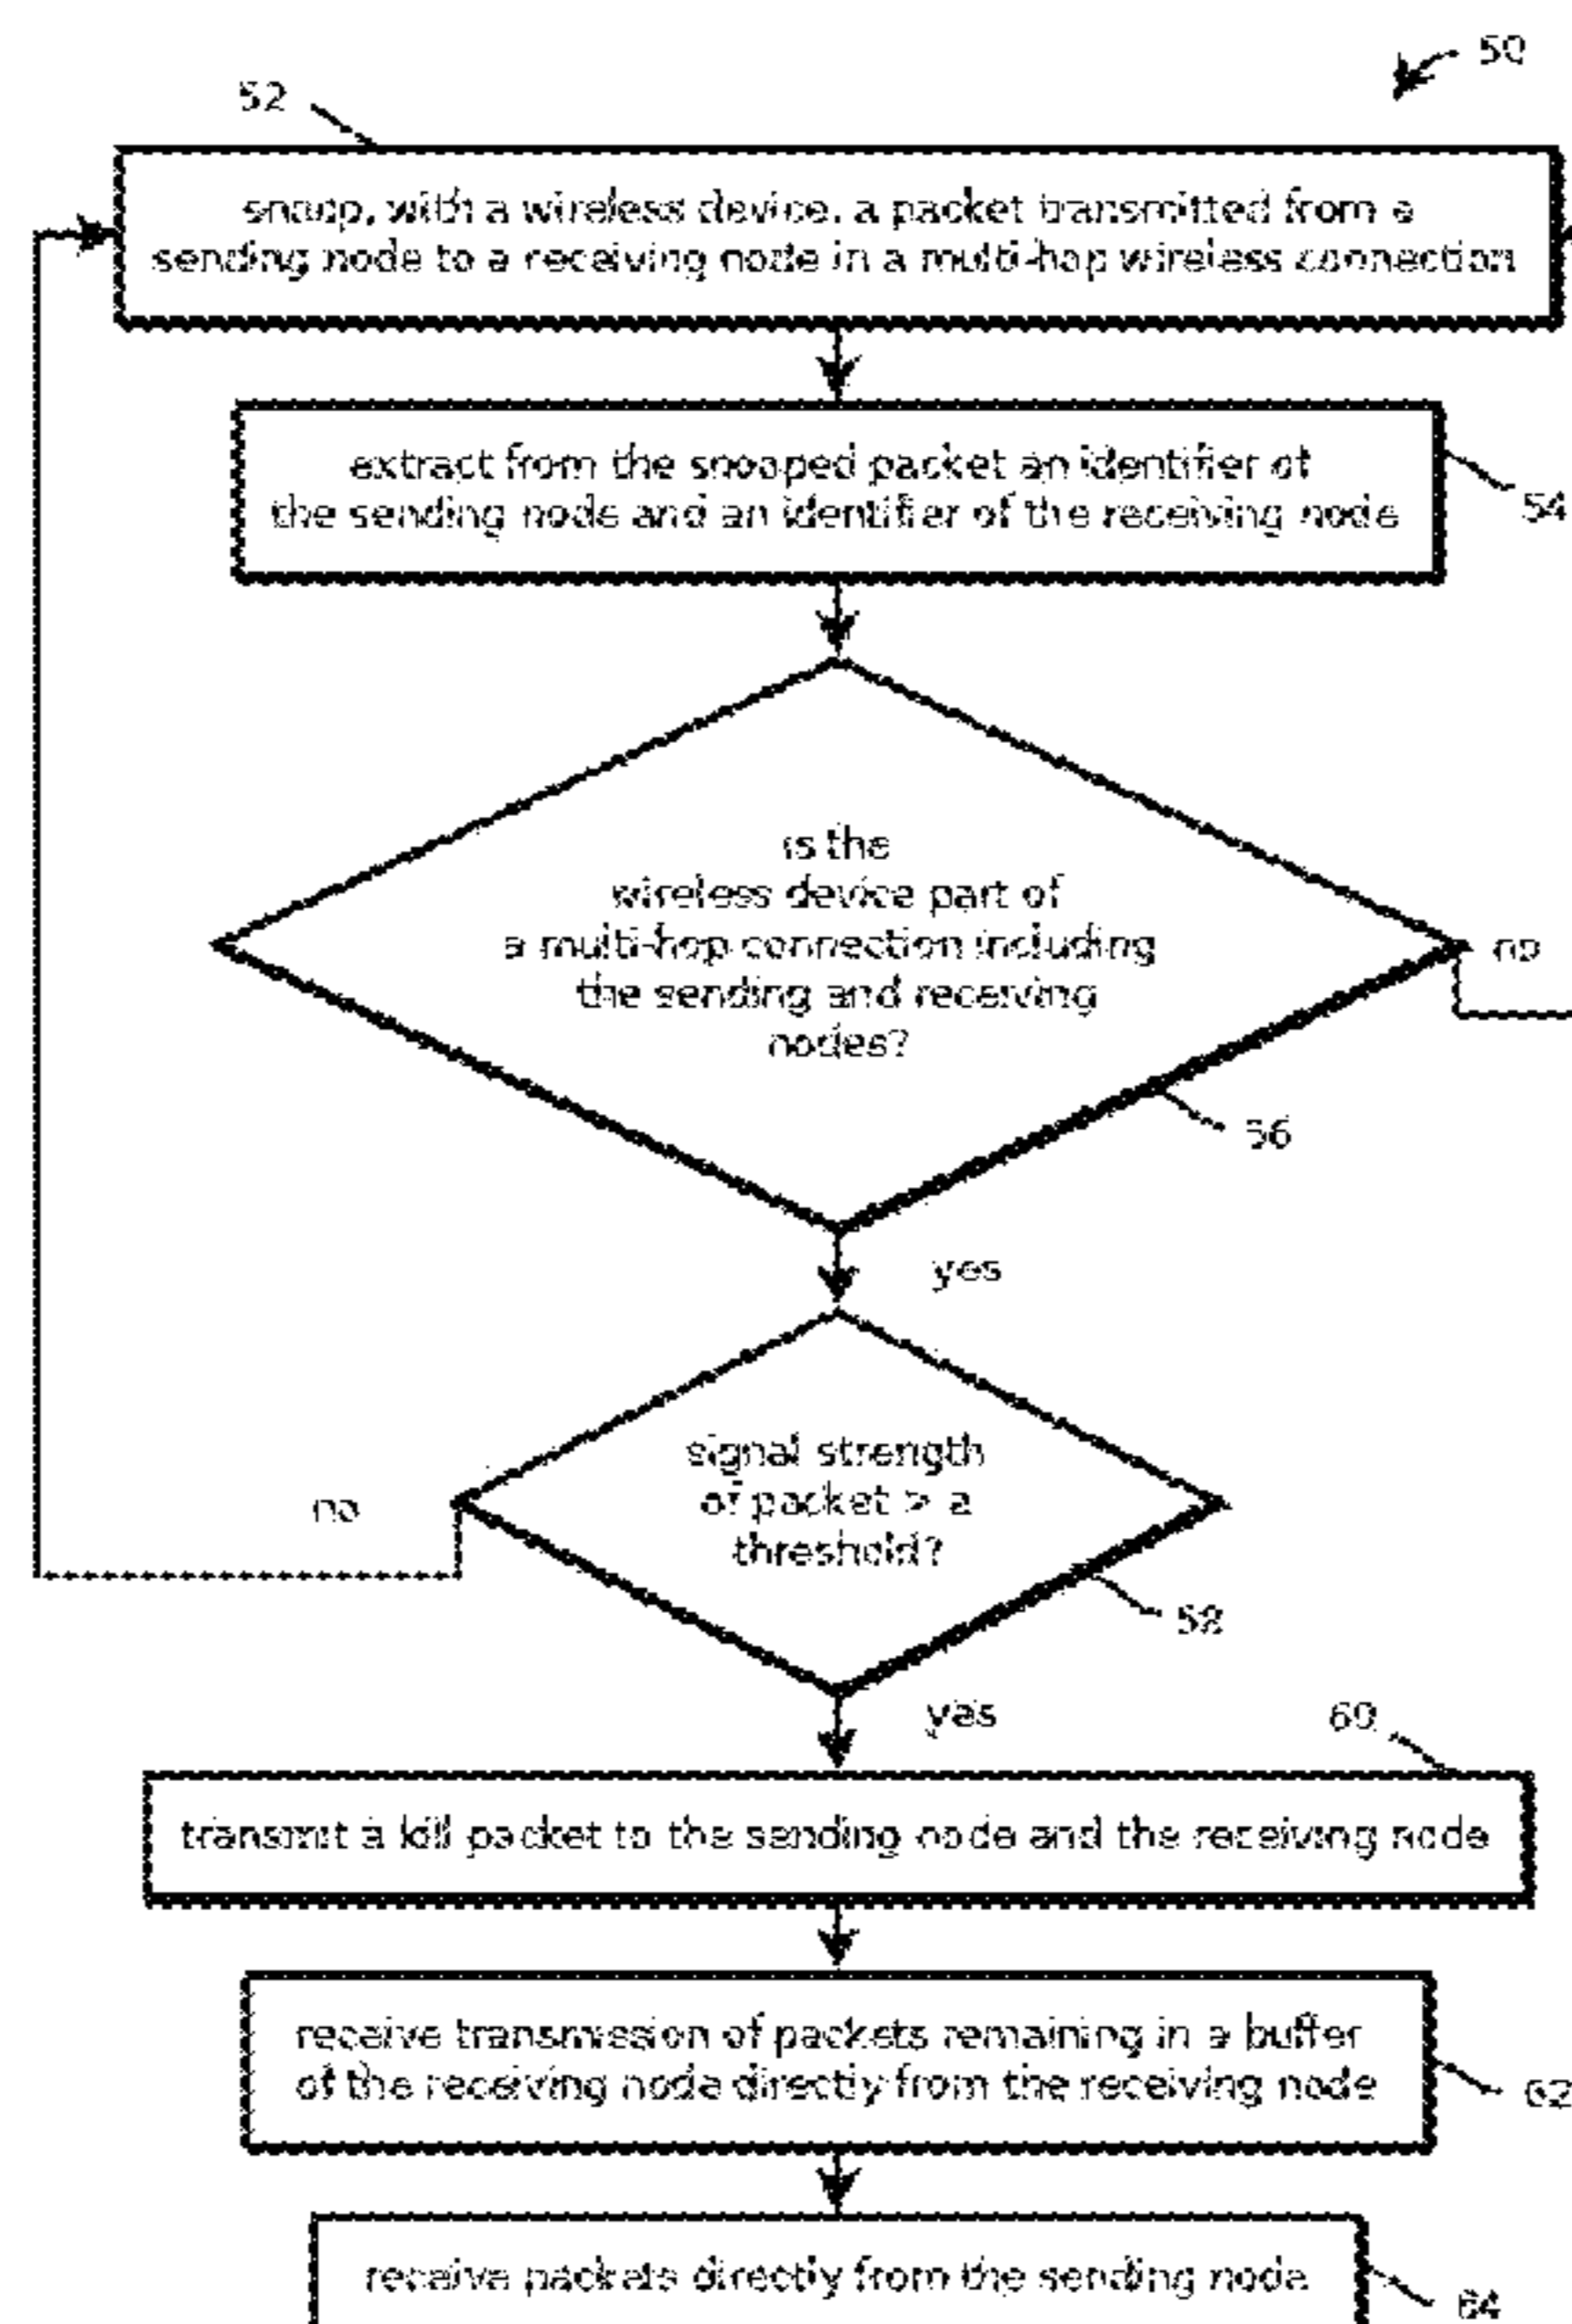 50
52
snoop, with a wireless device, a packet transmitted from a
sending node to a receiving node in a multi-hop wireless connection
extract from the snooped packet an identifier of
the sending node and an identifier of the receiving node
54
is the
wireless device part of
a multi-hop connection including
the sending and receiving
nodes?
no
56
yes
signal strength
of packet > a
threshold?
no
58
yes
60
transmit a kill packet to the sending node and the receiving node
receive transmission of packets remaining in a buffer
of the receiving node directly from the receiving node
62
receive packets directly from the sending node
64